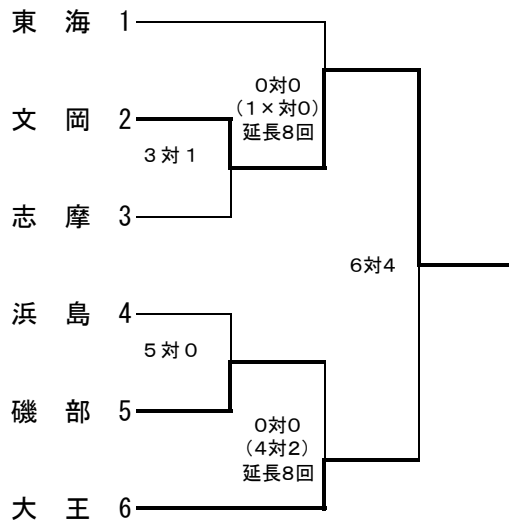 東 海 1
0対0
（1×対0）
延長8回
文 岡 2
3対1
志 摩 3
6対4
浜 島 4
5対0
磯 部 5
0対0
（4対2）
延長8回
大 王 6